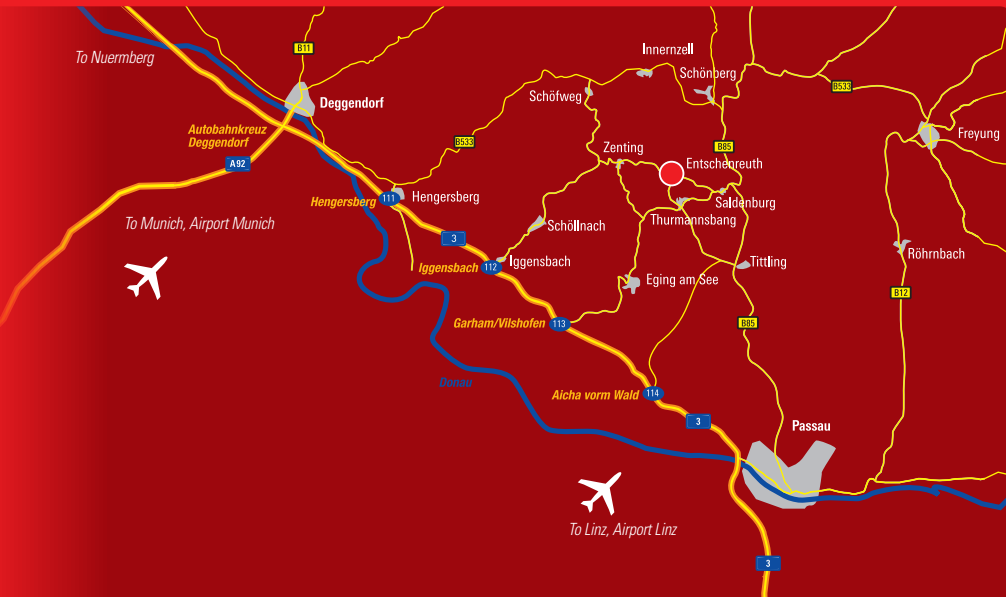 To Nuermberg
B11
Deggendorf
Autobahnkreuz
Deggendorf
A92
To Munich, Airport Munich
B533
Hengersberg
111
Hengersberg
3
Iggensbach
112
Iggensbach
Schöllnach
Garham/Vilshofen
113
Donau
Aicha vorm Wald
114
3
Innernzell
Schönberg
Schöfweg
B533
Freyung
B85
Zenting
Entschenreuth
Saldenburg
Thurmannsbang
Tittling
Eging am See
Röhrnbach
B12
B85
Passau
To Linz, Airport Linz
3